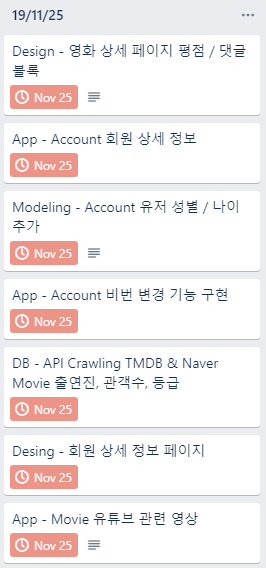 19/11/25
Design - 영화 상세 페이지 평점 / 댓글
블록
Nov 25
App - Account 회원 상세 정보
Nov 25
Modeling - Account 유저 성별 / 나이
추가
Nov 25
App - Account 비번 변경 기능 구현
Nov 25
DB - API Crawling TMDB & Naver
Movie 출연진, 관객수, 등급
Nov 25
Desing - 회원 상세 정보 페이지
Nov 25
App - Movie 유튜브 관련 영상
Nov 25